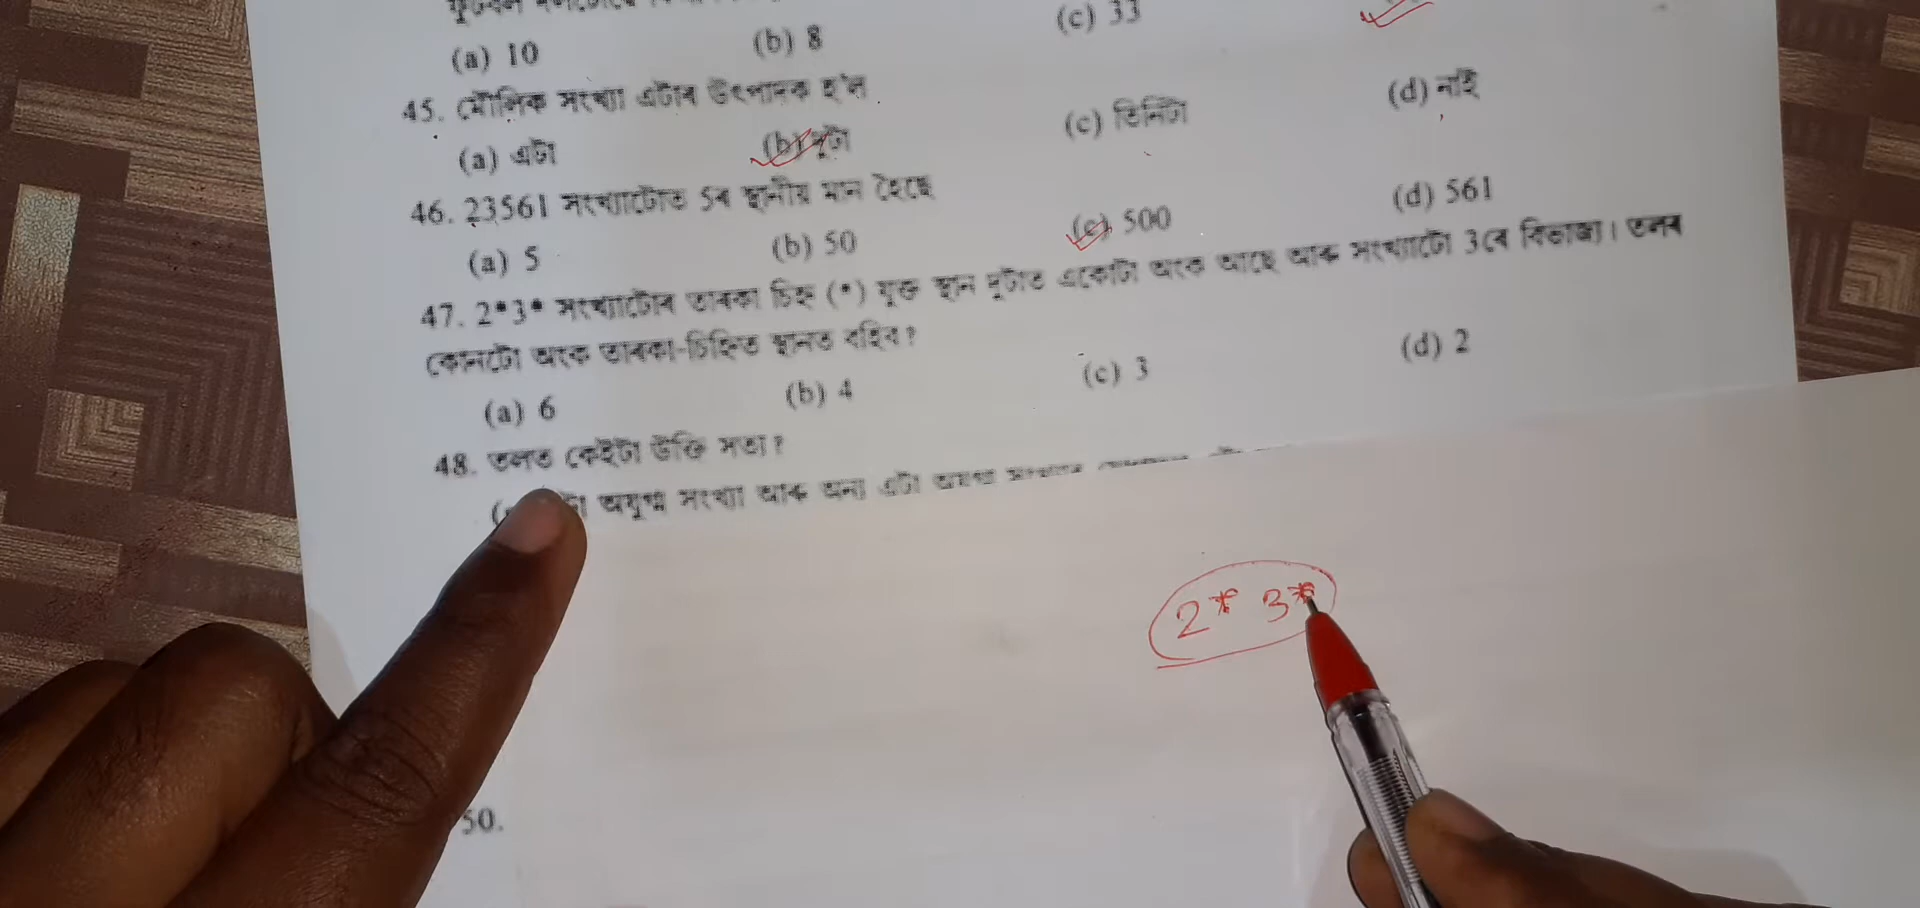 (a) 10 (b) 8 (c) 33
45. মৌলিক সংখ্যা এটাৰ উৎপাদক হ'ল
(a) এটা (b) দুটা (c) তিনিটা (d) নাই
46. 23561 সংখ্যাটোত 5ৰ স্থানীয় মান হৈছে
(a) 5 (b) 50 (c) 500 (d) 561
47. 2*3* সংখ্যাটোৰ তাৰকা চিহ্ন (*) যুক্ত স্থান দুটাত একেটা অংক আছে আৰু সংখ্যাটো 3ৰে বিভাজ্য। তলৰ
কোনটো অংক তাৰকা-চিহ্নিত স্থানত বহিব?
(a) 6 (b) 4 (c) 3 (d) 2
48. তলত কেইটা উক্তি সত্য?
অযুগ্ম সংখ্যা আৰু অন্য এটা অযুগ্ম
2* 3*
50.